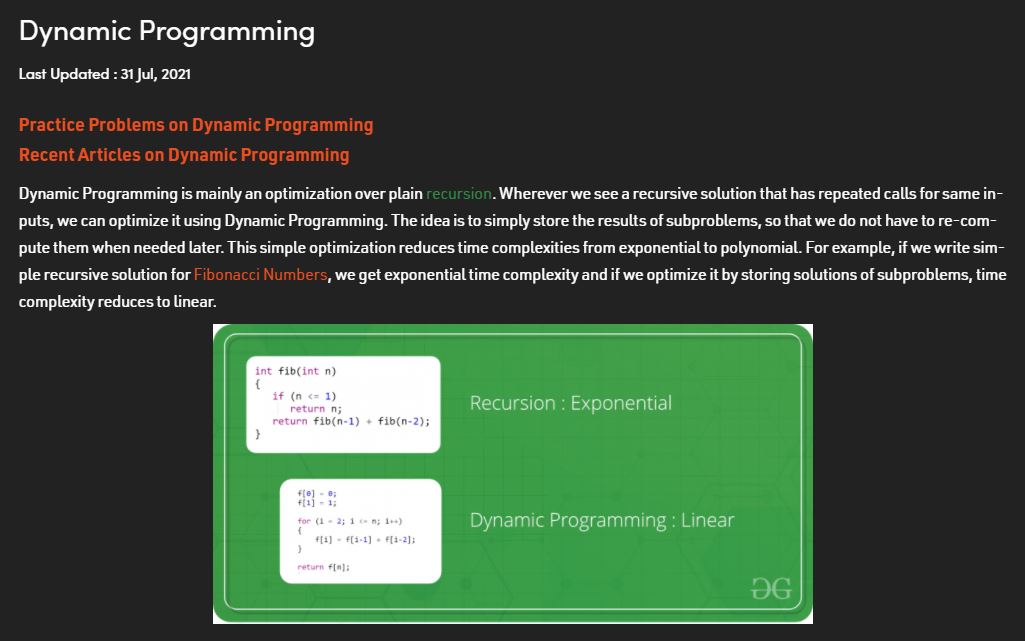 Dynamic Programming
Last Updated : 31 Jul, 2021
Practice Problems on Dynamic Programming
Recent Articles on Dynamic Programming
Dynamic Programming is mainly an optimization over plain recursion. Wherever we see a recursive solution that has repeated calls for same in-
puts, we can optimize it using Dynamic Programming. The idea is to simply store the results of subproblems, so that we do not have to re-com-
pute them when needed later. This simple optimization reduces time complexities from exponential to polynomial. For example, if we write sim-
ple recursive solution for Fibonacci Numbers, we get exponential time complexity and if we optimize it by storing solutions of subproblems, time
complexity reduces to linear.
int fib(int n)
{
if (n <= 1)
return n;
return fib(n-1) + fib(n-2);
}
Recursion : Exponential
f[0] = 0;
f[1] = 1;
for (i = 2; i <= n; i++)
{
f[i] = f[i-1] + f[i-2];
}
return f[n];
Dynamic Programming : Linear
GG